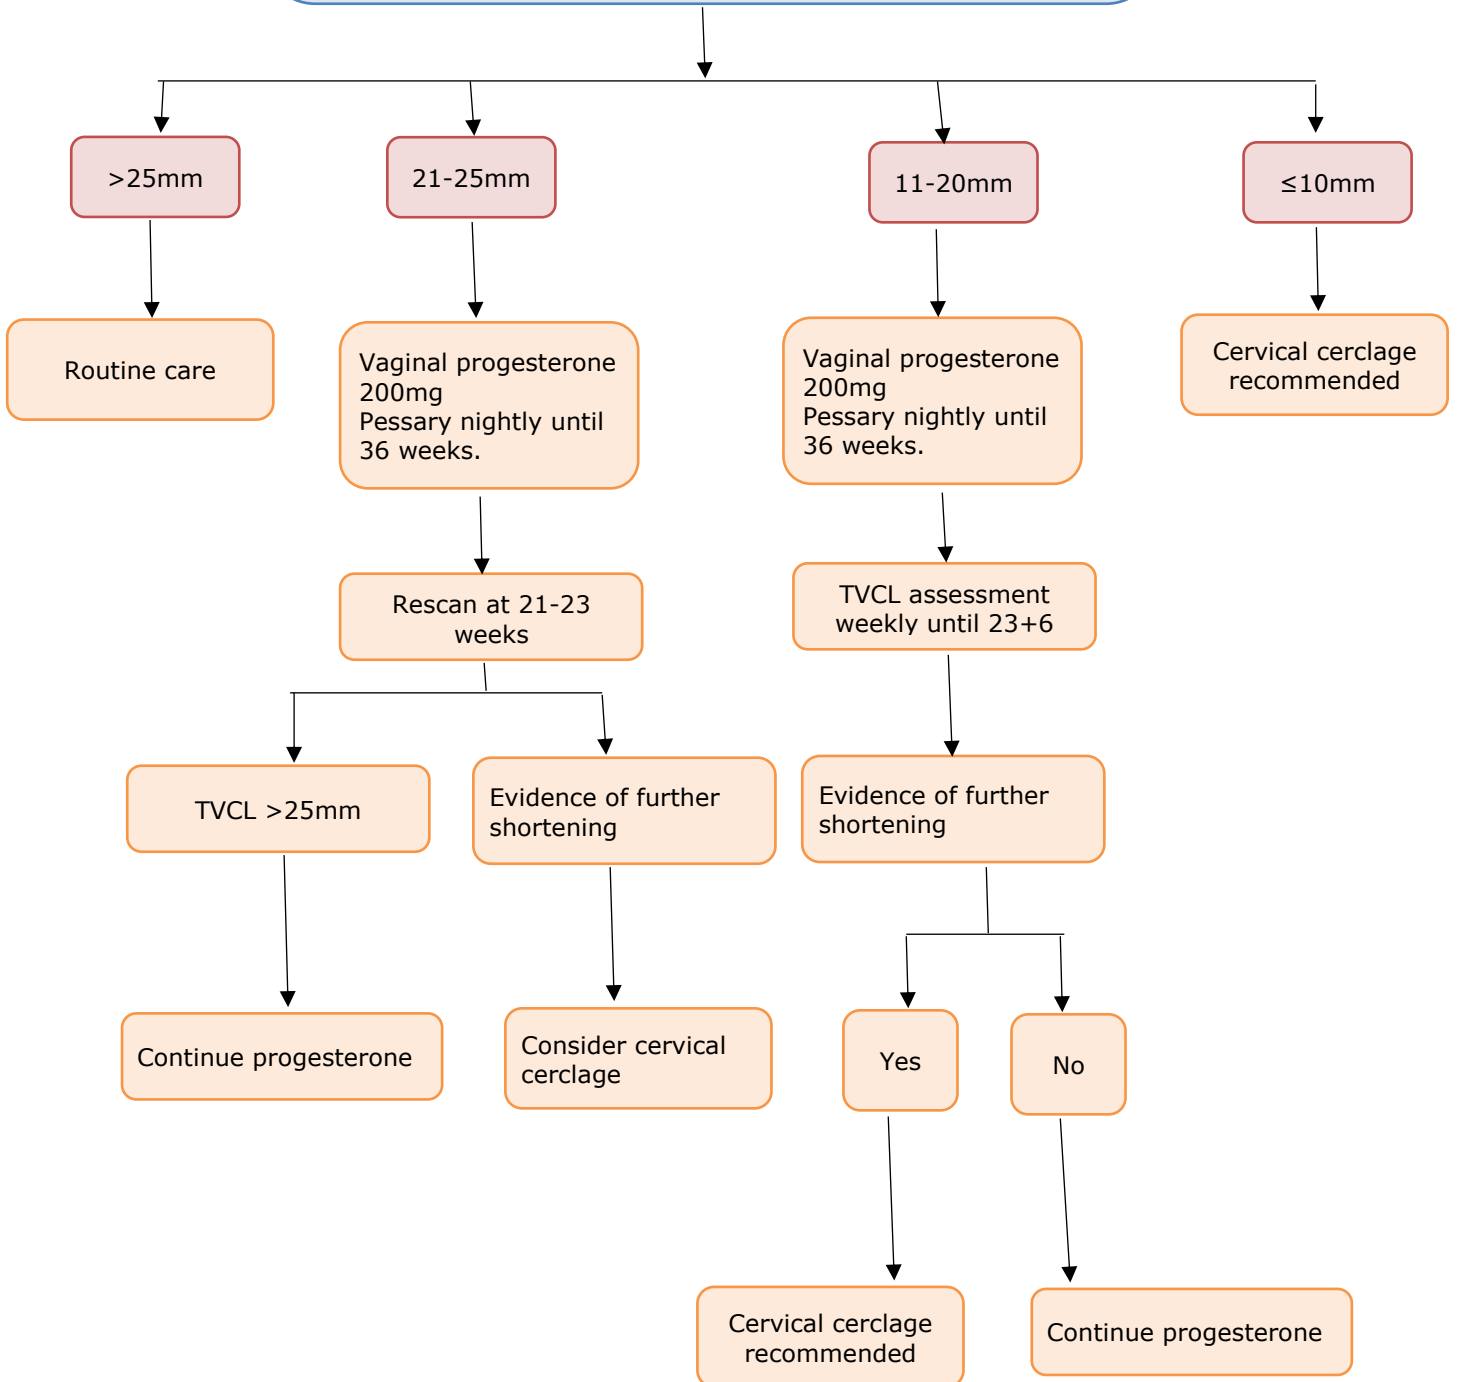 >25mm
21-25mm
11-20mm
≤10mm
Routine care
Vaginal progesterone
200mg
Pessary nightly until
36 weeks.
Vaginal progesterone
200mg
Pessary nightly until
36 weeks.
Cervical cerclage
recommended
Rescan at 21-23
weeks
TVCL assessment
weekly until 23+6
TVCL >25mm
Evidence of further
shortening
Evidence of further
shortening
Continue progesterone
Consider cervical
cerclage
Yes
No
Cervical cerclage
recommended
Continue progesterone